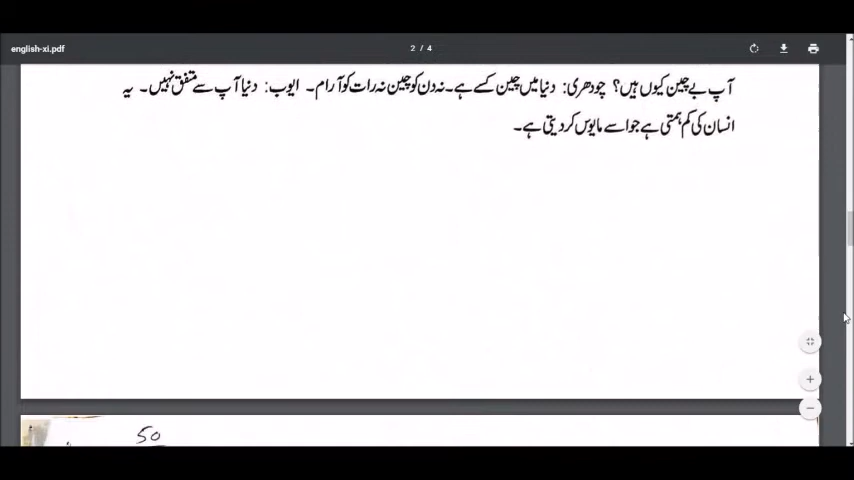 english-xi.pdf
2 / 4
آپ بے چین کیوں ہیں؟ چودھری: دنیا میں چین کسے ہے۔ نہ دن کو چین نہ رات کو آرام۔ ایوب: دنیا آپ سے متفق نہیں۔ یہ
انسان کی کم ہمتی ہے جو اسے مایوس کر دیتی ہے۔
50